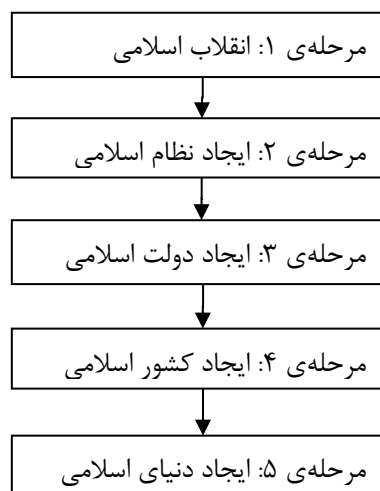 مرحله‌ی ۱: انقلاب اسلامی
مرحله‌ی ۲: ایجاد نظام اسلامی
مرحله‌ی ۳: ایجاد دولت اسلامی
مرحله‌ی ۴: ایجاد کشور اسلامی
مرحله‌ی ۵: ایجاد دنیای اسلامی